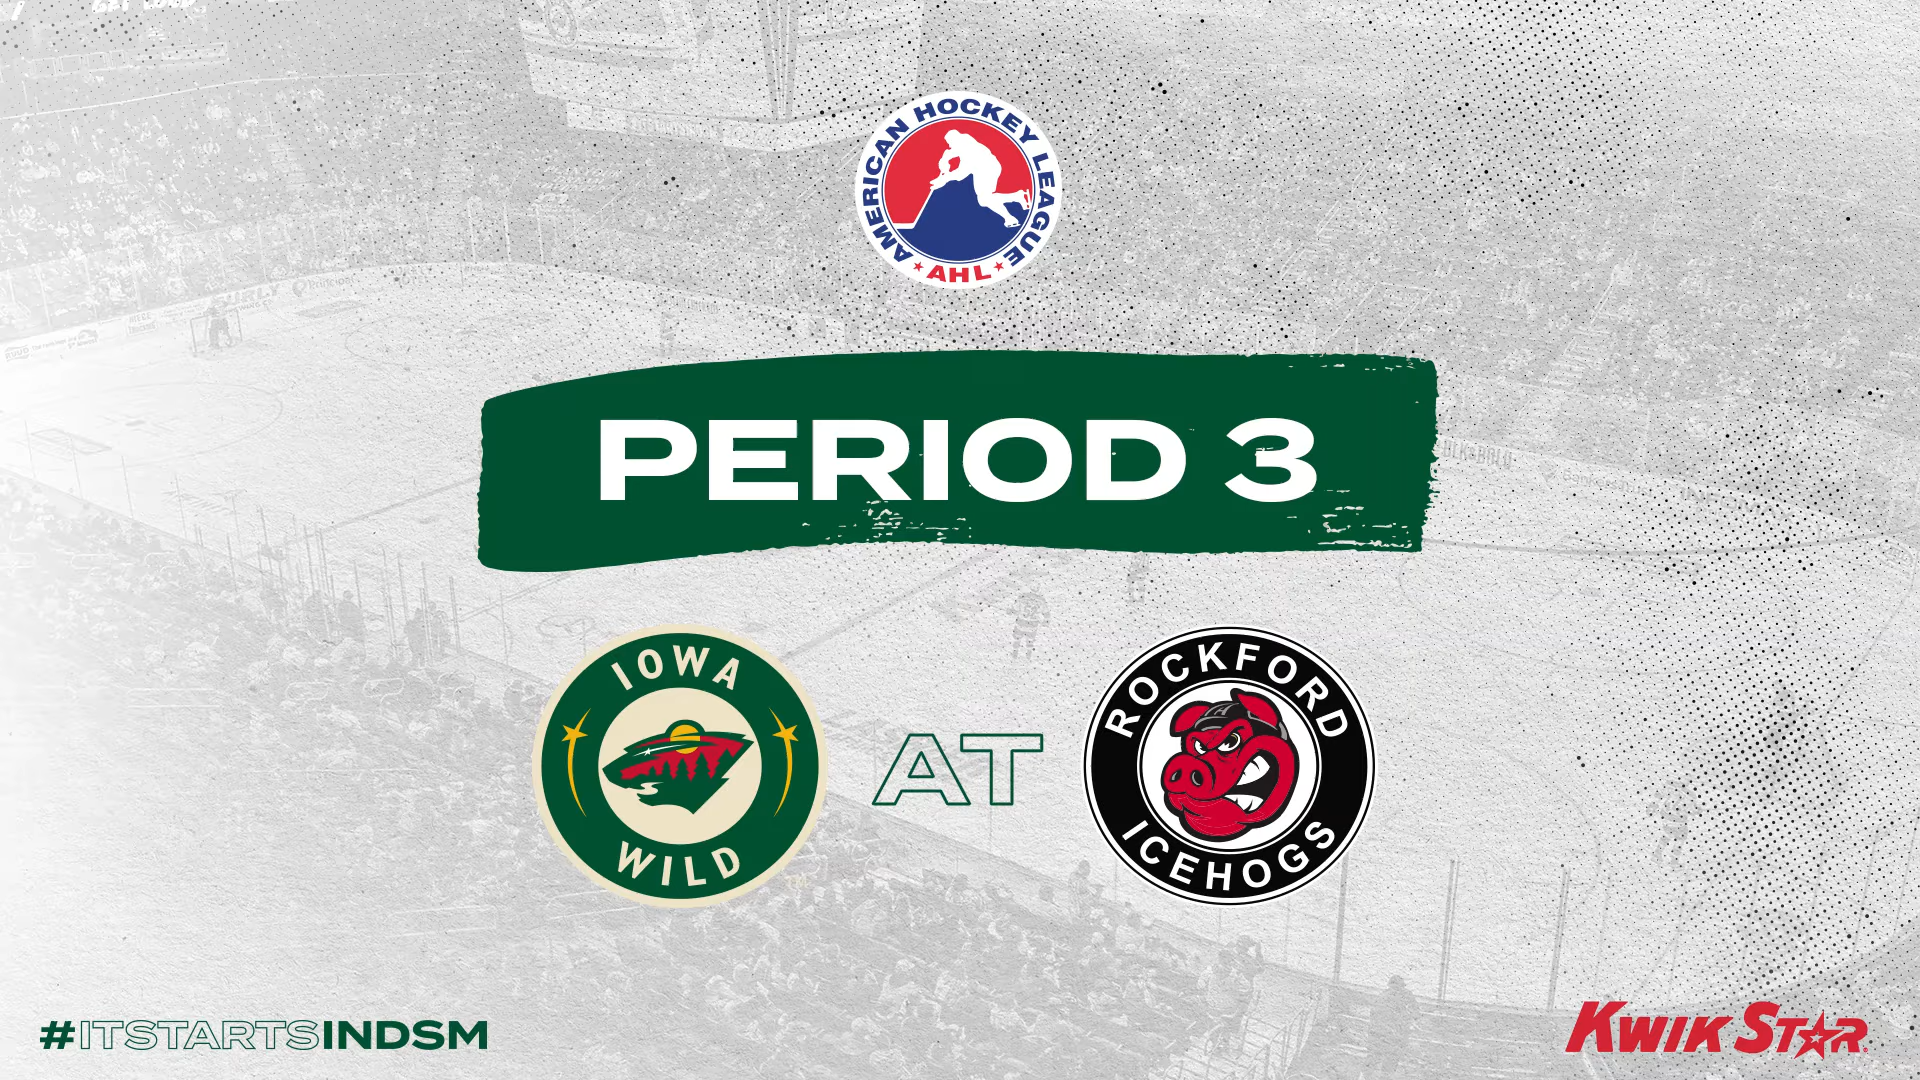 AMERICAN HOCKEY LEAGUE
AHL
PERIOD 3
IOWA
WILD
AT
ROCKFORD
ICEHOGS
#ITSTARTSINDSM
KWIK STAR